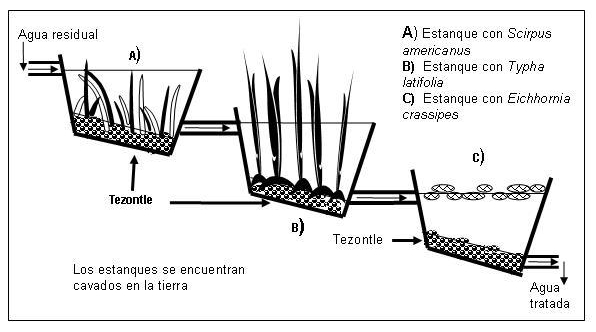 Agua residual
A)
A) Estanque con Scirpus
americanus
B) Estanque con Typha
latifolia
C) Estanque con Eichhornia
crassipes
C)
Tezontle
B)
Tezontle
Los estanques se encuentran
cavados en la tierra
Agua
tratada